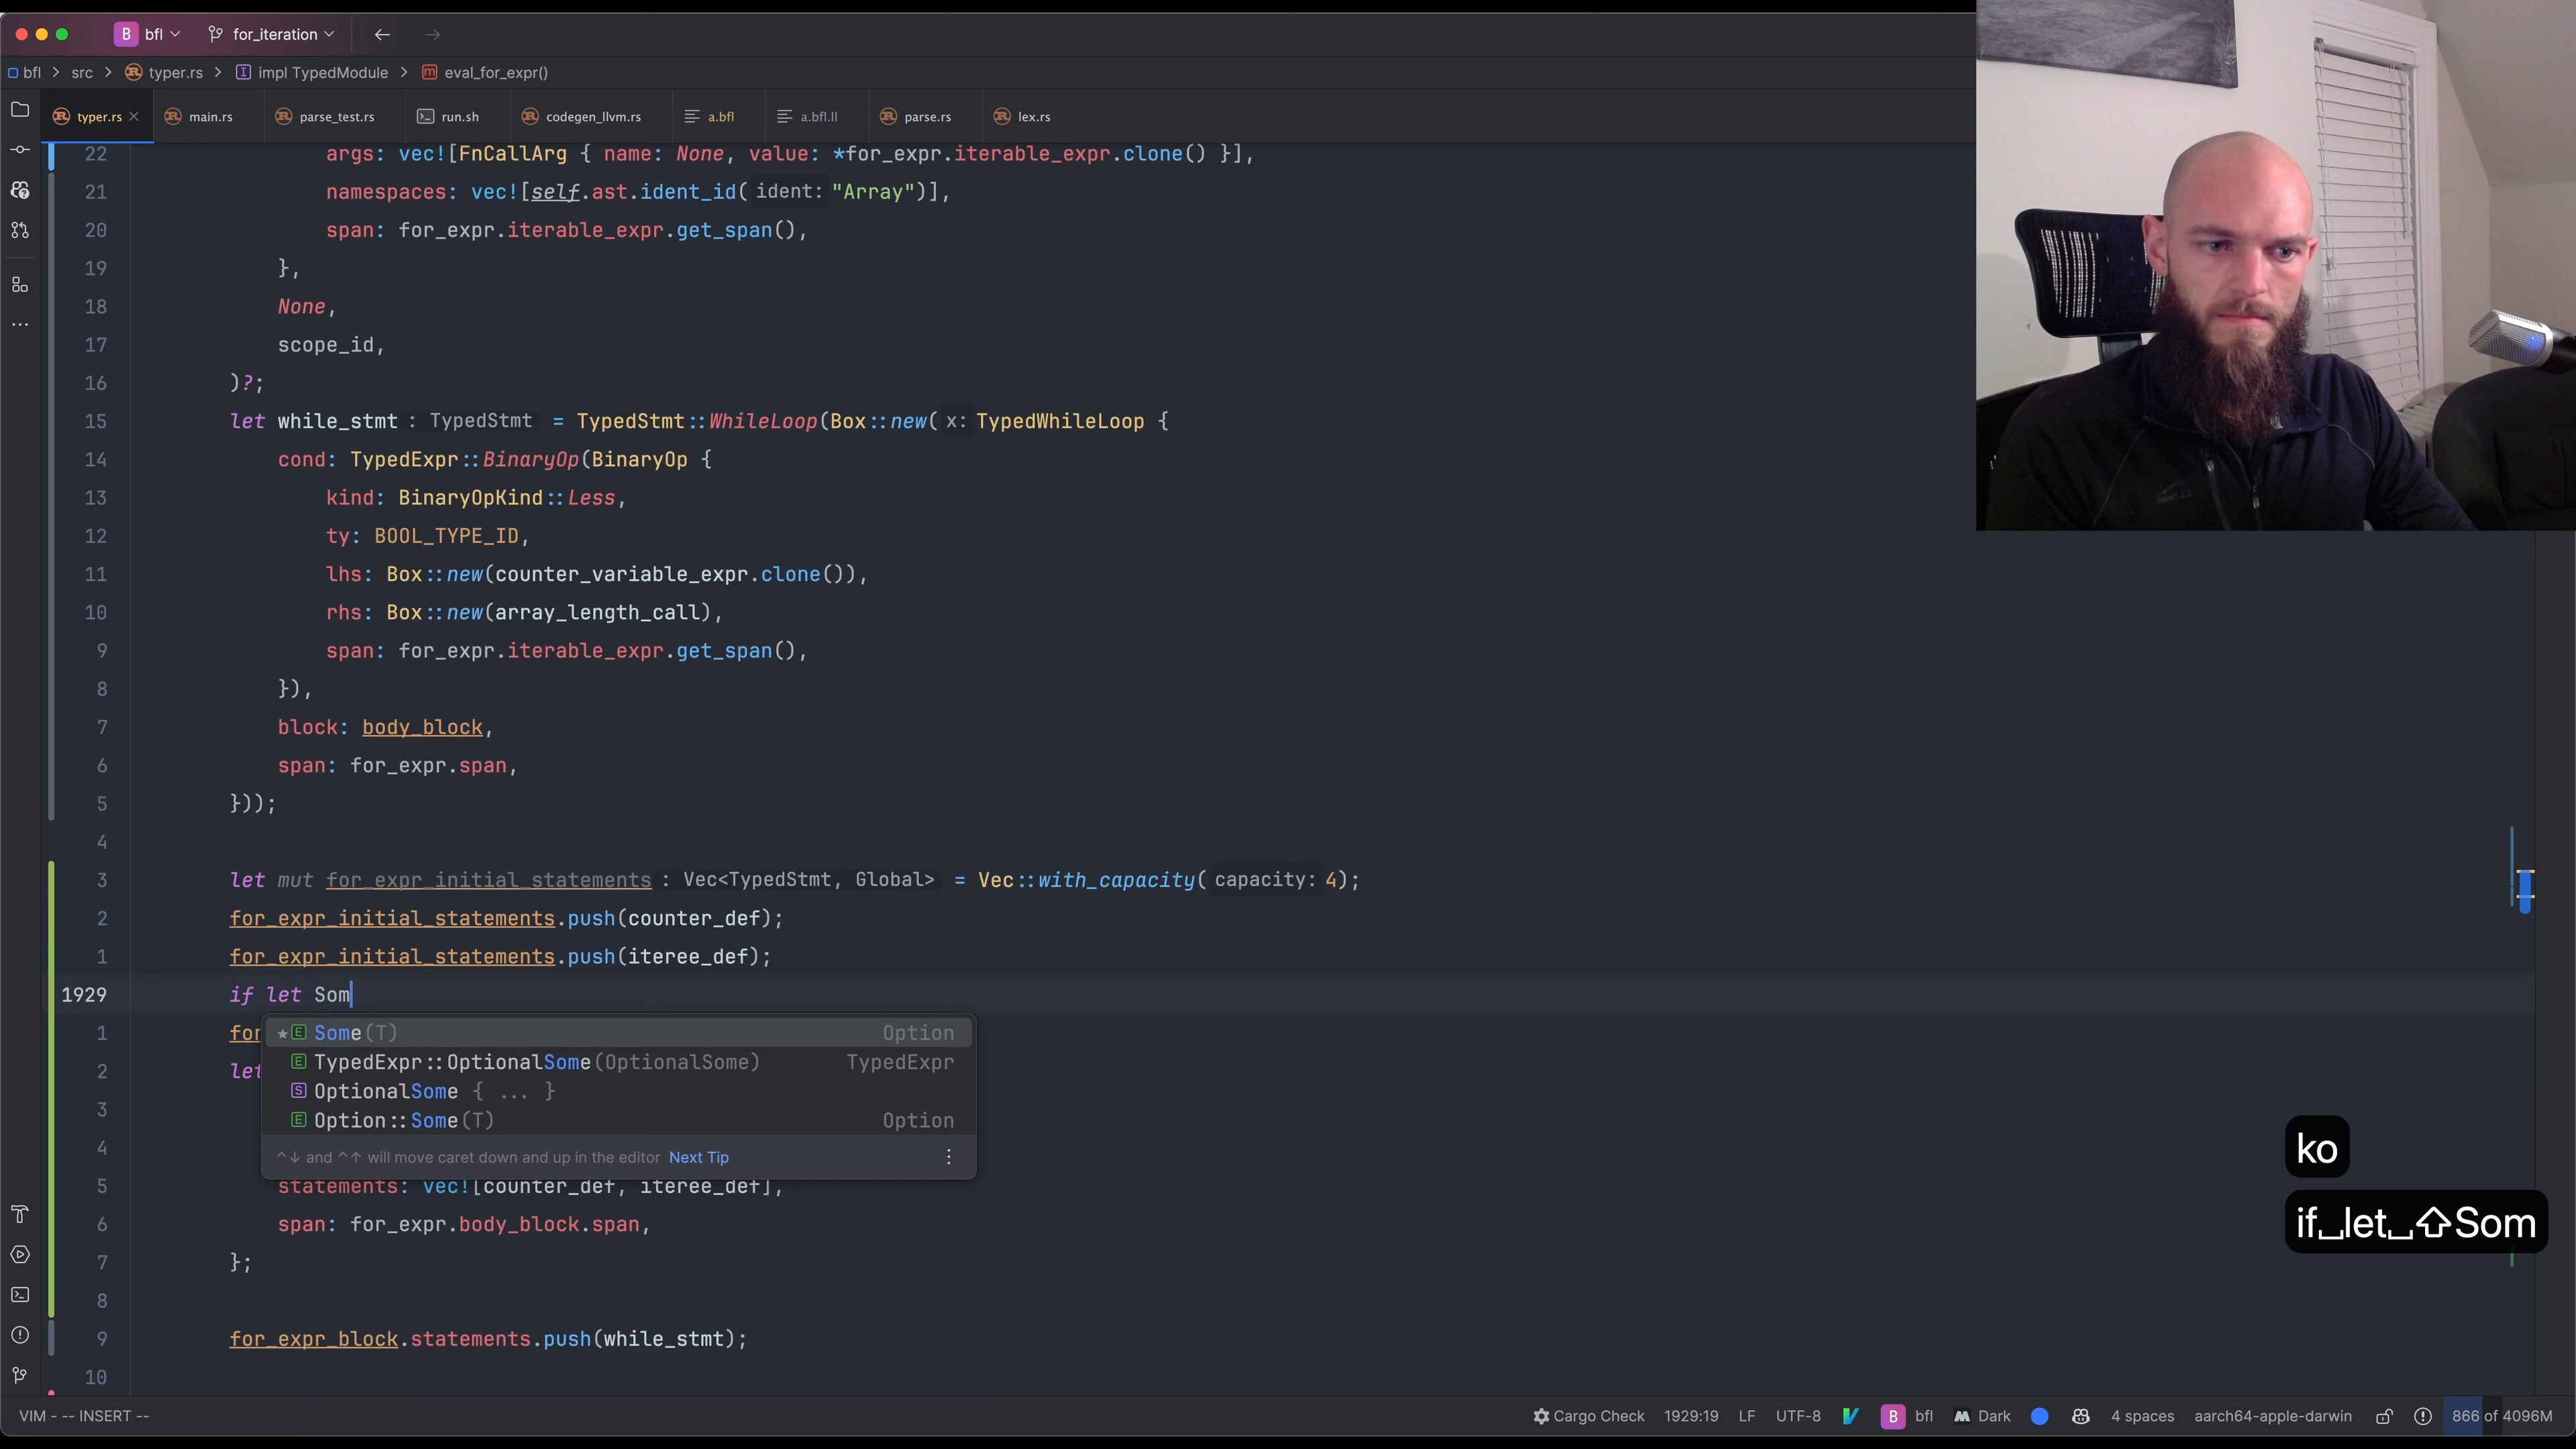 B bfl for_iteration
bfl > src > typer.rs > impl TypedModule > eval_for_expr()
typer.rs main.rs parse_test.rs run.sh codegen_llvm.rs a.bfl a.bfl.ll parse.rs lex.rs
22 args: vec![FnCallArg { name: None, value: *for_expr.iterable_expr.clone() }],
21 namespaces: vec![self.ast.ident_id( ident: "Array")],
20 span: for_expr.iterable_expr.get_span(),
19 },
18 None,
17 scope_id,
16 )?;
15 let while_stmt : TypedStmt = TypedStmt::WhileLoop(Box::new( x: TypedWhileLoop {
14 cond: TypedExpr::BinaryOp(BinaryOp {
13 kind: BinaryOpKind::Less,
12 ty: BOOL_TYPE_ID,
11 lhs: Box::new(counter_variable_expr.clone()),
10 rhs: Box::new(array_length_call),
9 span: for_expr.iterable_expr.get_span(),
8 }),
7 block: body_block,
6 span: for_expr.span,
5 }));
4
3 let mut for_expr_initial_statements : Vec<TypedStmt, Global> = Vec::with_capacity( capacity: 4);
2 for_expr_initial_statements.push(counter_def);
1 for_expr_initial_statements.push(iteree_def);
1929 if let Som
1 for Some(T) Option
TypedExpr::OptionalSome(OptionalSome) TypedExpr
2 let
OptionalSome { ... }
3
Option::Some(T) Option
4
^↓ and ^↑ will move caret down and up in the editor Next Tip
5 statements: vec![counter_def, iteree_def],
6 span: for_expr.body_block.span,
7 };
8
9 for_expr_block.statements.push(while_stmt);
10
ko
if␣let␣⇧Som
VIM - -- INSERT -- Cargo Check 1929:19 LF UTF-8 B bfl Dark 4 spaces aarch64-apple-darwin 866 of 4096M